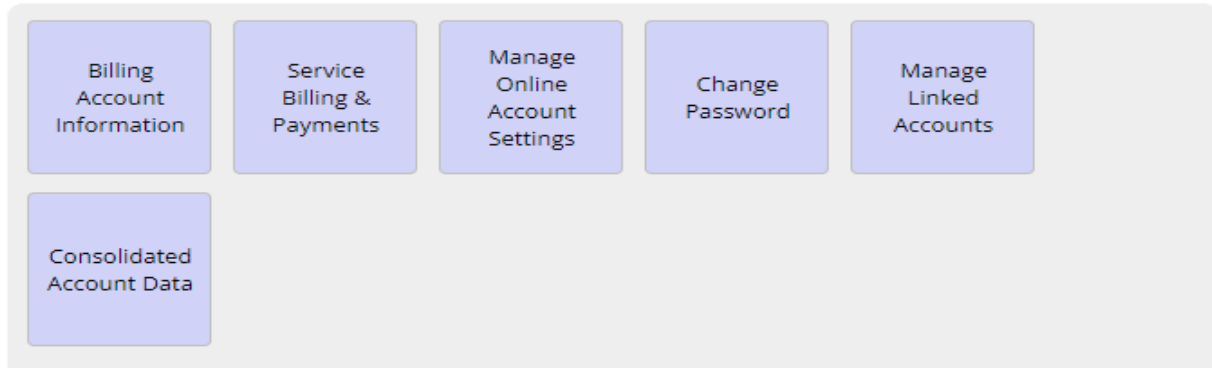 Billing
Account
Information
Service
Billing &
Payments
Manage
Online
Account
Settings
Change
Password
Manage
Linked
Accounts
Consolidated
Account Data